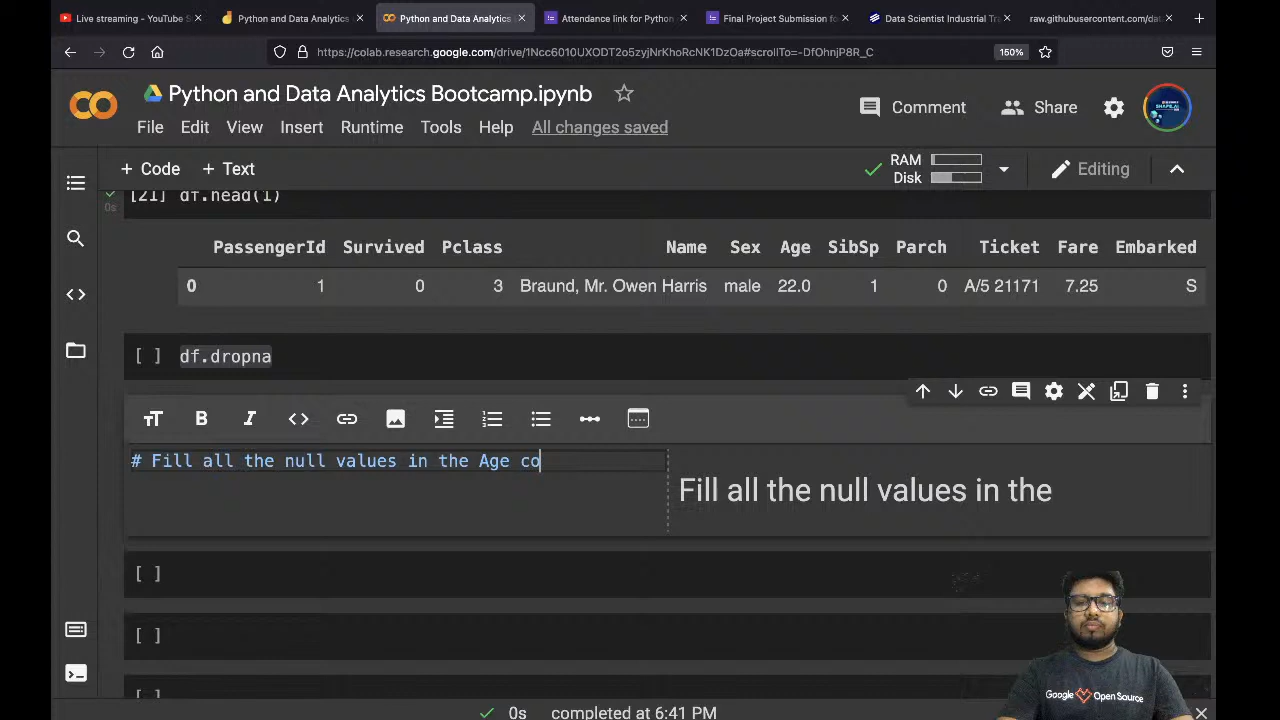 Live streaming - YouTube S
Python and Data Analytics
Python and Data Analytics
Attendance link for Python
Final Project Submission fo
Data Scientist Industrial Tra
raw.githubusercontent.com/dat
https://colab.research.google.com/drive/1Ncc6010UXODT2o5zyjNrKhoRcNK1DzOa#scrollTo=-DfOhnjP8R_C
150%
Python and Data Analytics Bootcamp.ipynb
Comment
Share
File Edit View Insert Runtime Tools Help All changes saved
+ Code + Text
RAM
Disk
Editing
[21] df.head(1)
0s
PassengerId Survived Pclass Name Sex Age SibSp Parch Ticket Fare Embarked
0 1 0 3 Braund, Mr. Owen Harris male 22.0 1 0 A/5 21171 7.25 S
[ ] df.dropna
# Fill all the null values in the Age co
Fill all the null values in the
[ ]
[ ]
[ ]
Google Open Source
0s completed at 6:41 PM